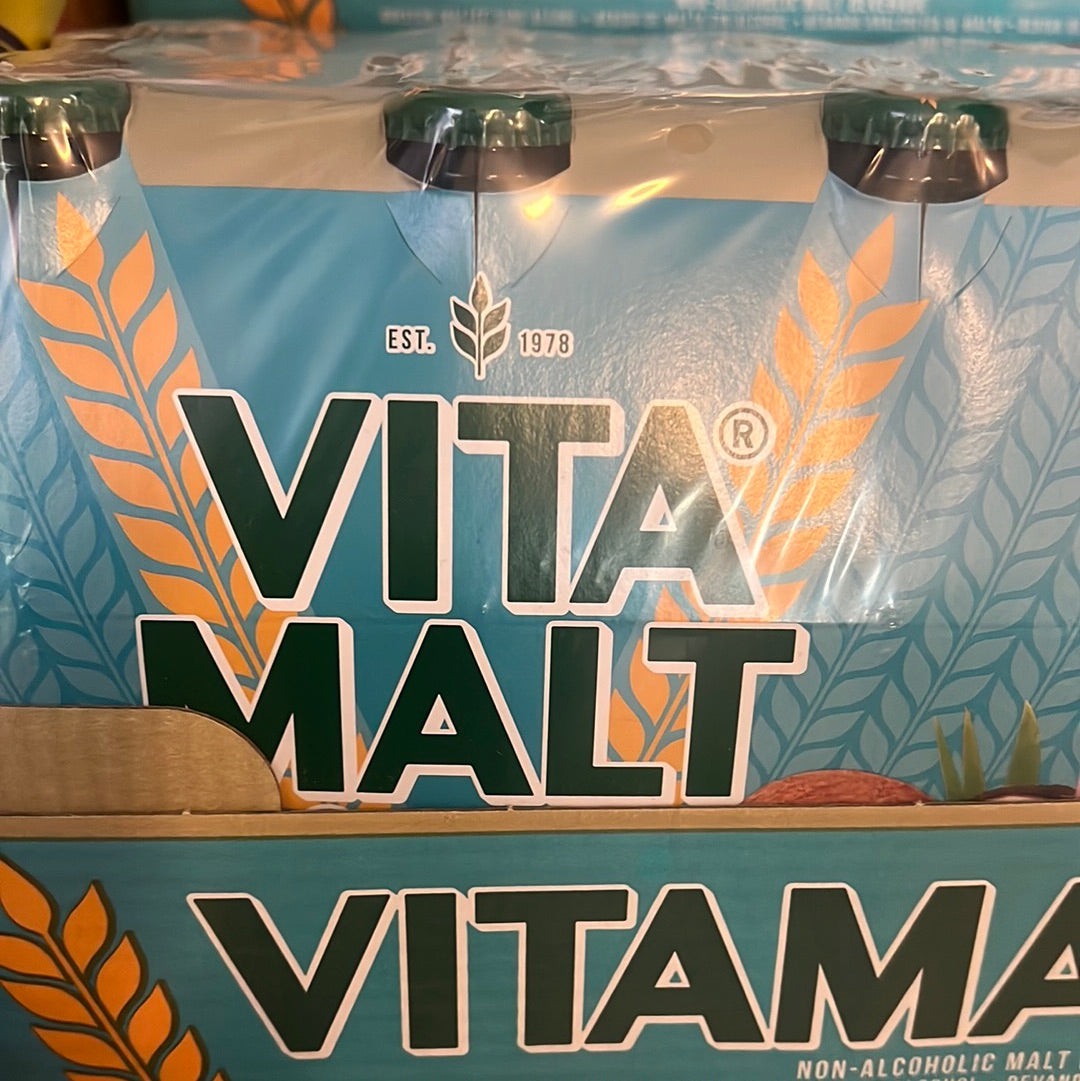 EST. 1978
VITA®
MALT
VITAMA
NON-ALCOHOLIC MALT